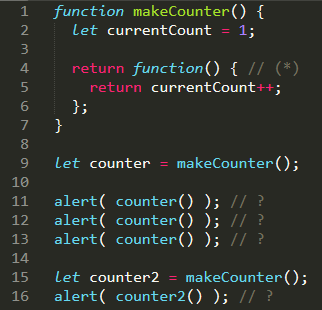 1 function makeCounter() {
2   let currentCount = 1;
3
4   return function() { // (*)
5     return currentCount++;
6   };
7 }
8
9 let counter = makeCounter();
10
11 alert( counter() ); // ?
12 alert( counter() ); // ?
13 alert( counter() ); // ?
14
15 let counter2 = makeCounter();
16 alert( counter2() ); // ?